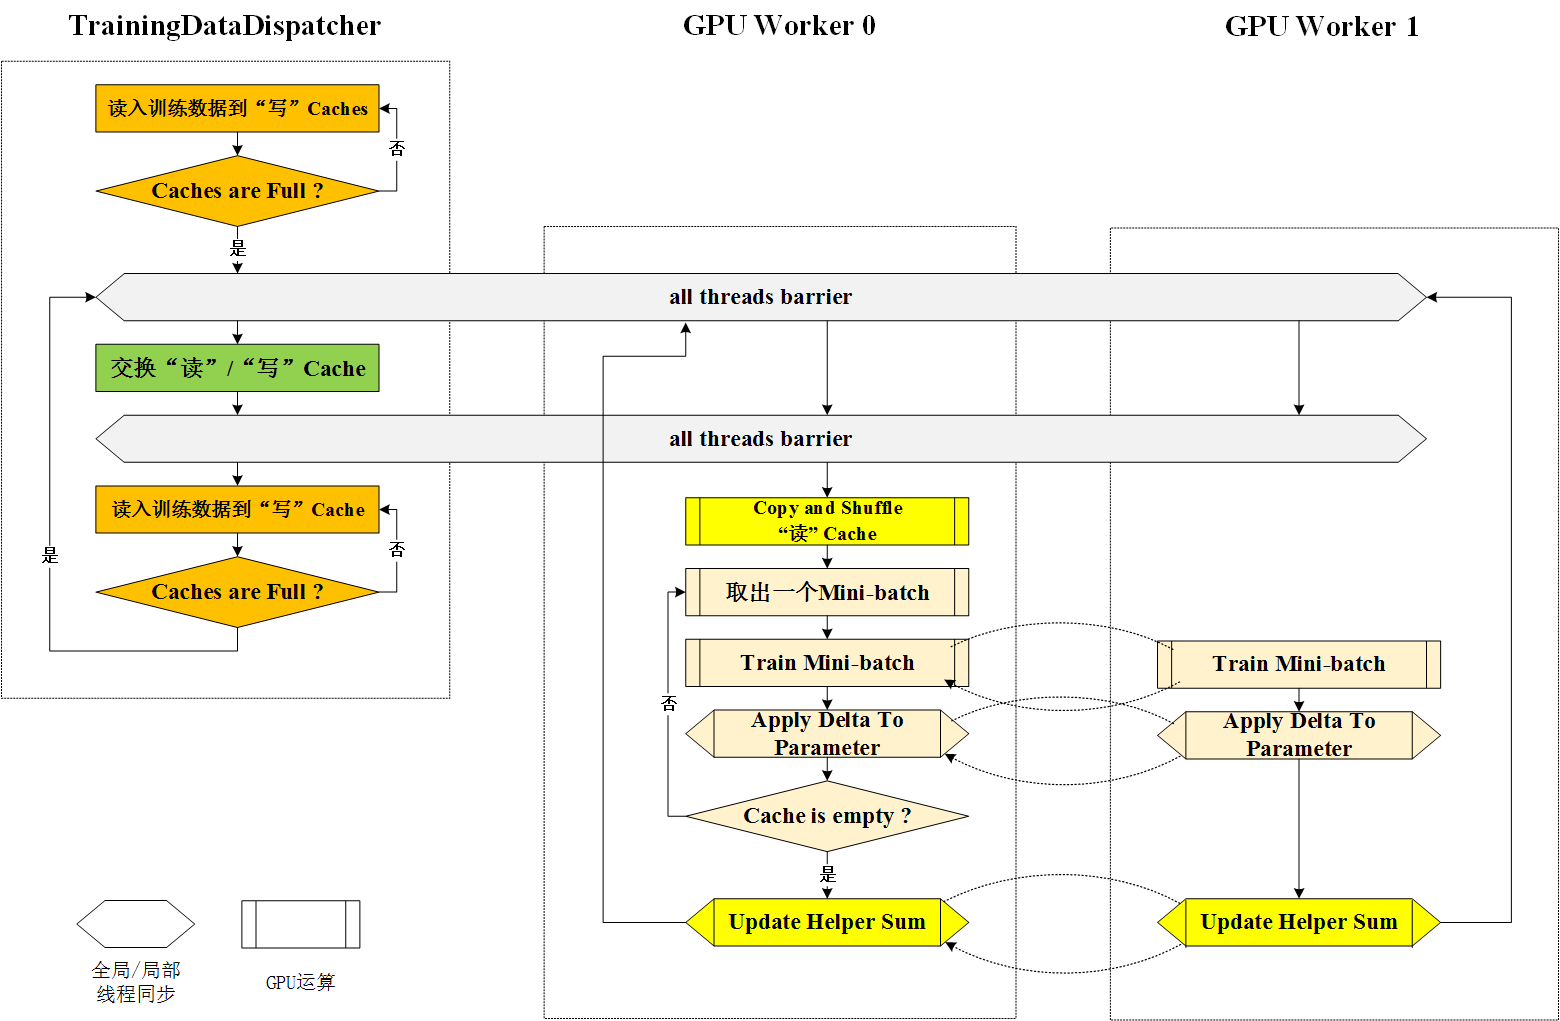 TrainingDataDispatcher
GPU Worker 0
GPU Worker 1
读入训练数据到“写”Caches
否
Caches are Full ?
是
all threads barrier
交换“读”/“写”Cache
all threads barrier
读入训练数据到“写”Cache
否
是
Caches are Full ?
Copy and Shuffle
“读” Cache
取出一个Mini-batch
Train Mini-batch
Train Mini-batch
否
Apply Delta To
Parameter
Apply Delta To
Parameter
Cache is empty ?
是
Update Helper Sum
Update Helper Sum
全局/局部
线程同步
GPU运算